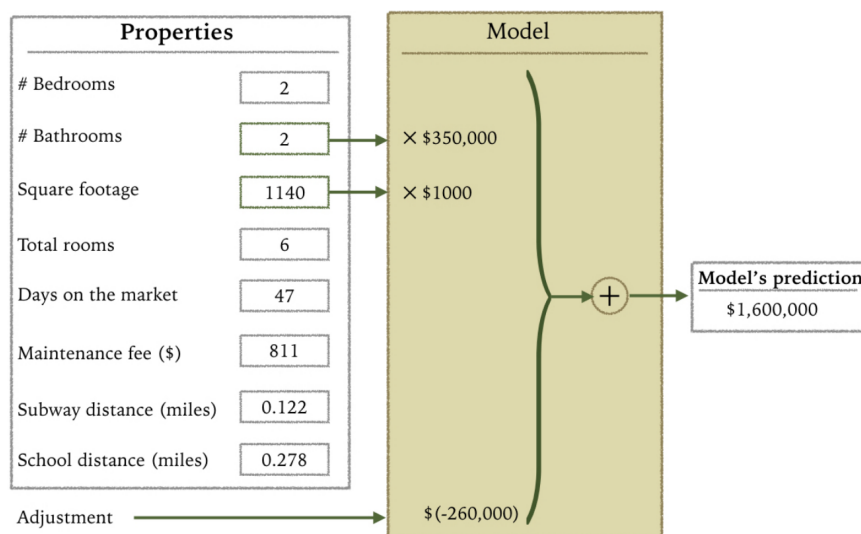 Properties
# Bedrooms 2
# Bathrooms 2
Square footage 1140
Total rooms 6
Days on the market 47
Maintenance fee ($) 811
Subway distance (miles) 0.122
School distance (miles) 0.278
Adjustment
Model
× $350,000
× $1000
$(-260,000)
+
Model's prediction
$1,600,000